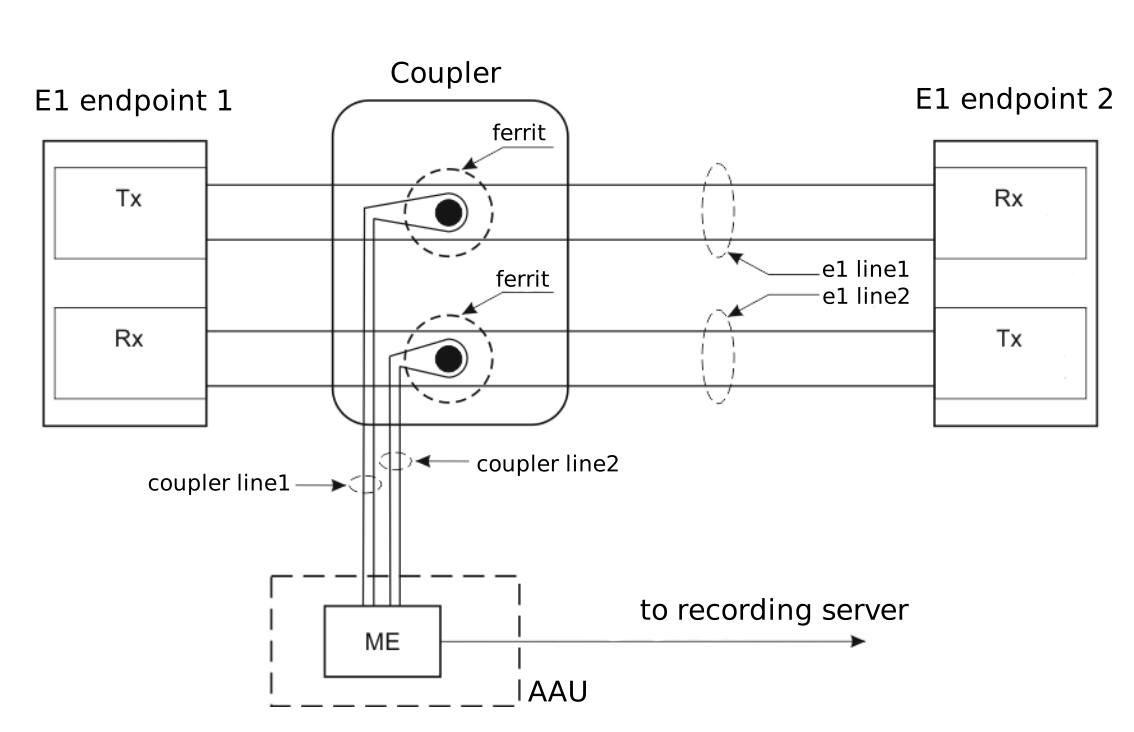 Coupler
E1 endpoint 1
E1 endpoint 2
ferrit
Tx
Rx
e1 line1
ferrit
e1 line2
Rx
Tx
coupler line2
coupler line1
to recording server
ME
AAU